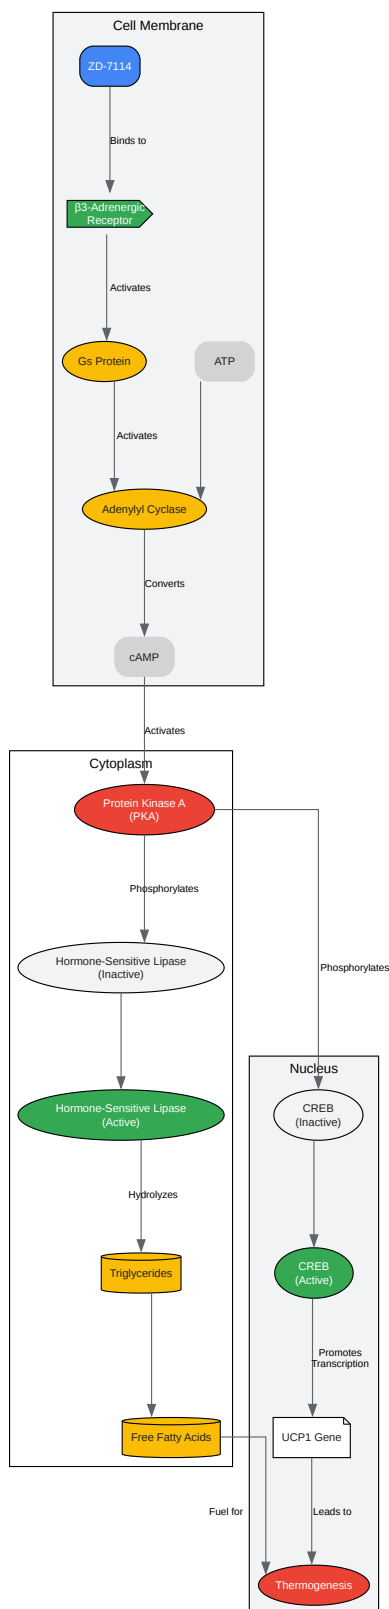 Cell Membrane
ZD-7114
Binds to
β3-Adrenergic
Receptor
Activates
Gs Protein
ATP
Activates
Adenylyl Cyclase
Converts
cAMP
Activates
Cytoplasm
Protein Kinase A
(PKA)
Phosphorylates
Hormone-Sensitive Lipase
(Inactive)
Phosphorylates
Nucleus
Hormone-Sensitive Lipase
(Active)
CREB
(Inactive)
Hydrolyzes
Triglycerides
CREB
(Active)
Promotes
Transcription
Free Fatty Acids
UCP1 Gene
Fuel for
Leads to
Thermogenesis